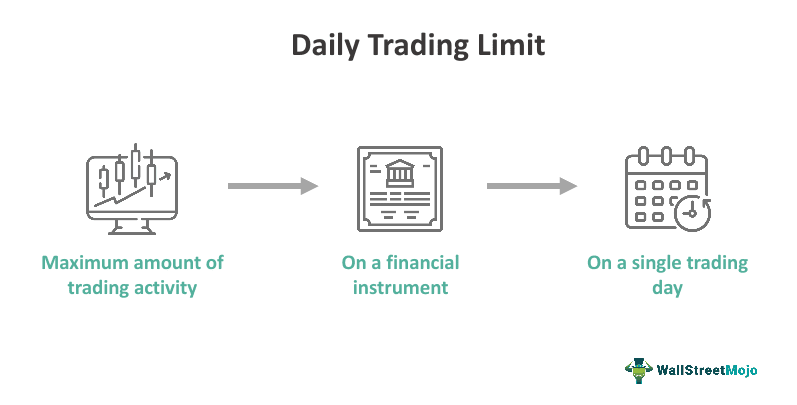 Daily Trading Limit
Maximum amount of
trading activity
On a financial
instrument
On a single trading
day
WallStreetMojo